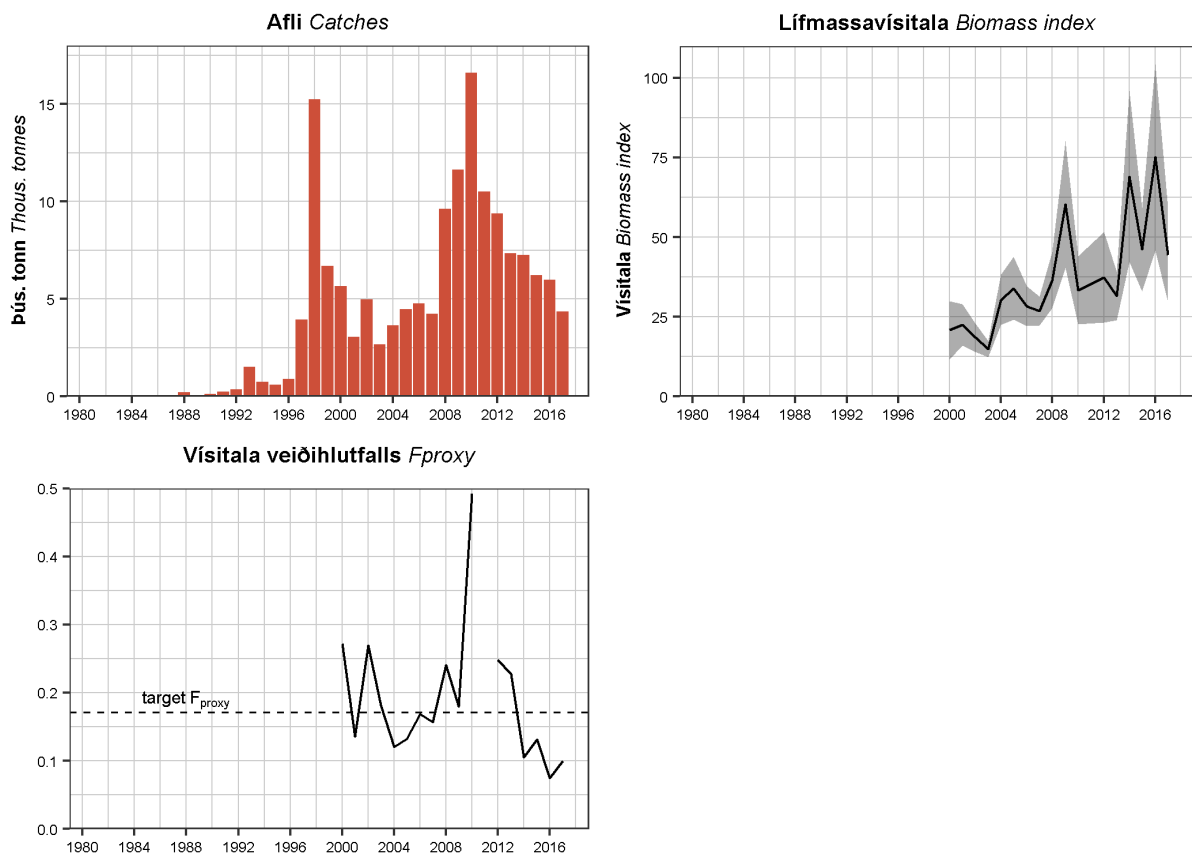 Afli Catches
Þús. tonn Thous. tonnes
15
10
5
0
1980 1984 1988 1992 1996 2000 2004 2008 2012 2016
Lífmassavísitala Biomass index
Vísitala Biomass index
100
75
50
25
0
1980 1984 1988 1992 1996 2000 2004 2008 2012 2016
Vísitala veiðihlutfalls Fproxy
0.5
0.4
0.3
0.2
0.1
0.0
target Fproxy
1980 1984 1988 1992 1996 2000 2004 2008 2012 2016